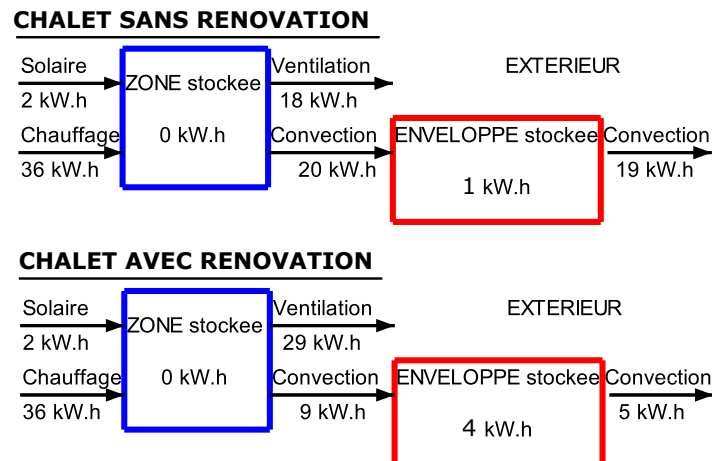 CHALET SANS RENOVATION
Solaire Ventilation EXTERIEUR
ZONE stockee
2 kW.h 18 kW.h
Chauffage 0 kW.h Convection ENVELOPPE stockee Convection
36 kW.h 20 kW.h 19 kW.h
1 kW.h
CHALET AVEC RENOVATION
Solaire Ventilation EXTERIEUR
ZONE stockee
2 kW.h 29 kW.h
Chauffage 0 kW.h Convection ENVELOPPE stockee Convection
36 kW.h 9 kW.h 5 kW.h
4 kW.h